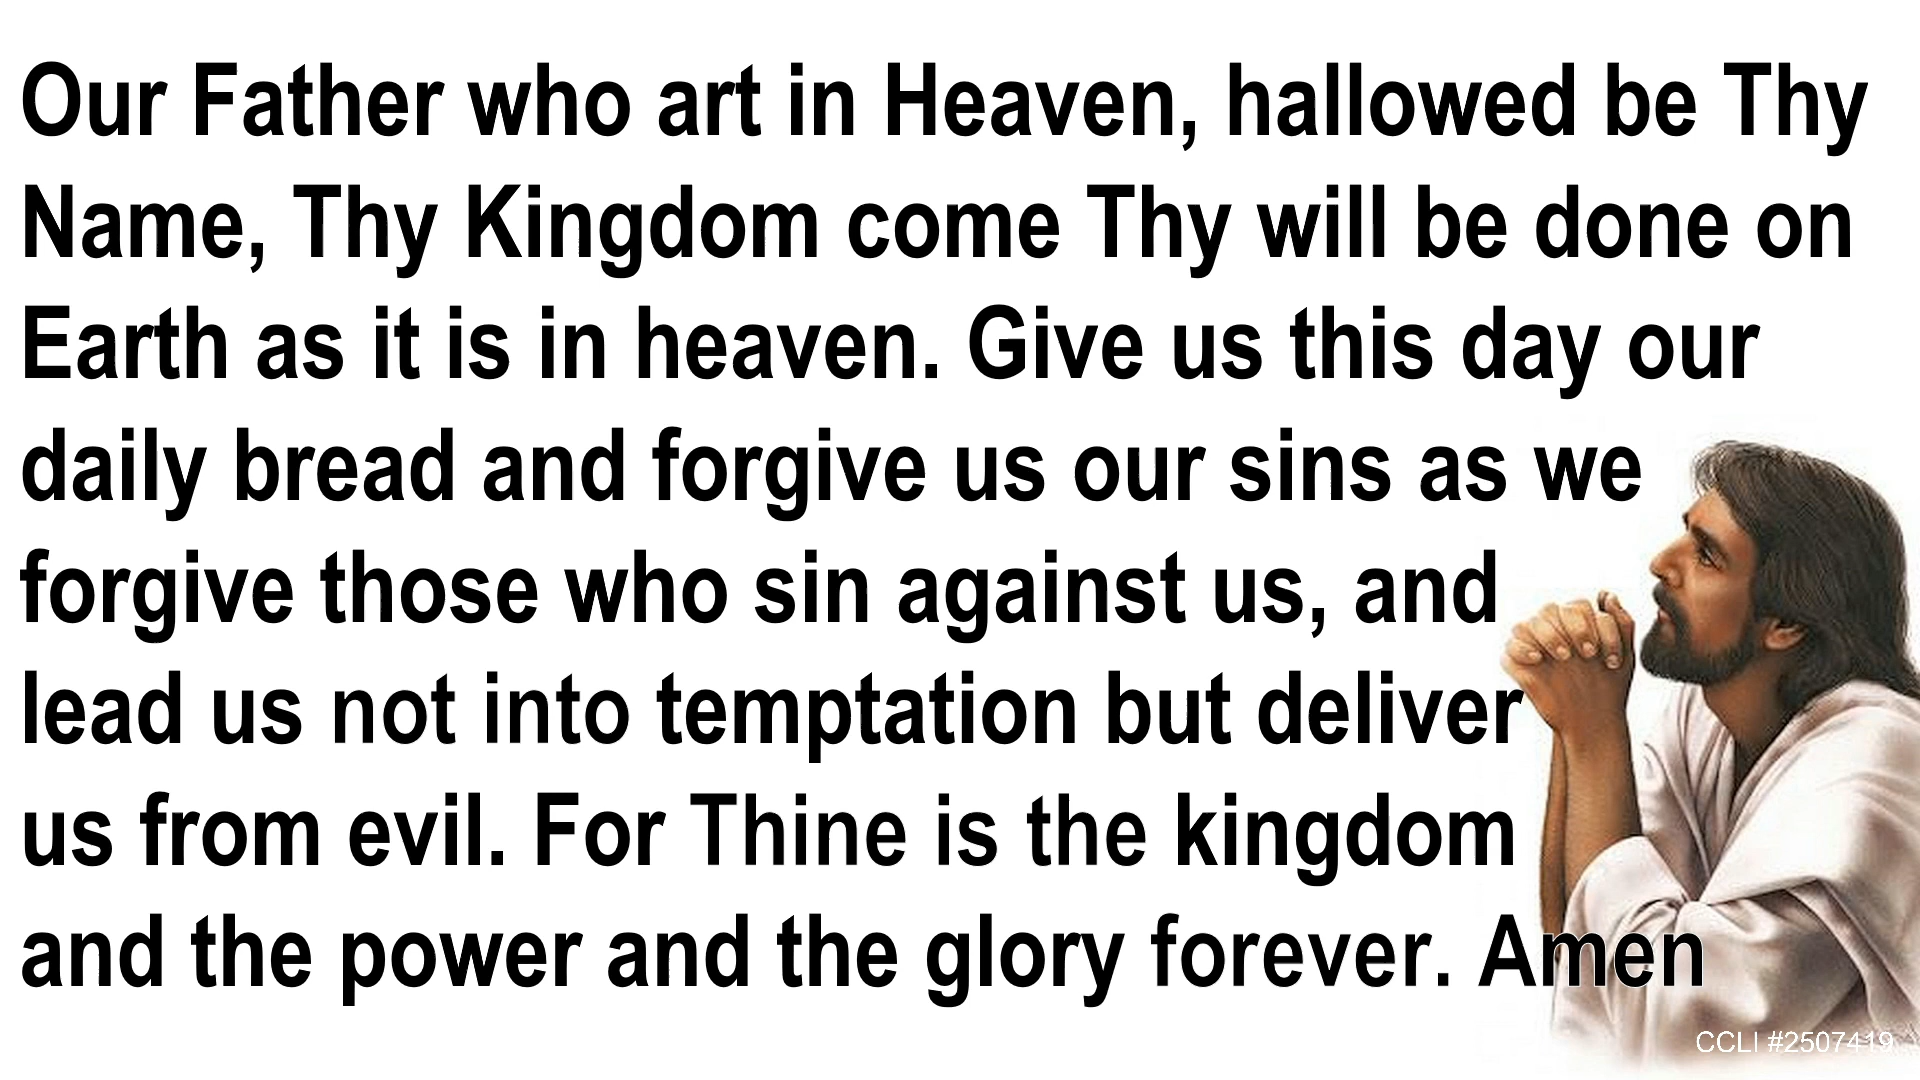 Our Father who art in Heaven, hallowed be Thy
Name, Thy Kingdom come Thy will be done on
Earth as it is in heaven. Give us this day our
daily bread and forgive us our sins as we
forgive those who sin against us, and
lead us not into temptation but deliver
us from evil. For Thine is the kingdom
and the power and the glory forever. Amen
CCLI #2507419